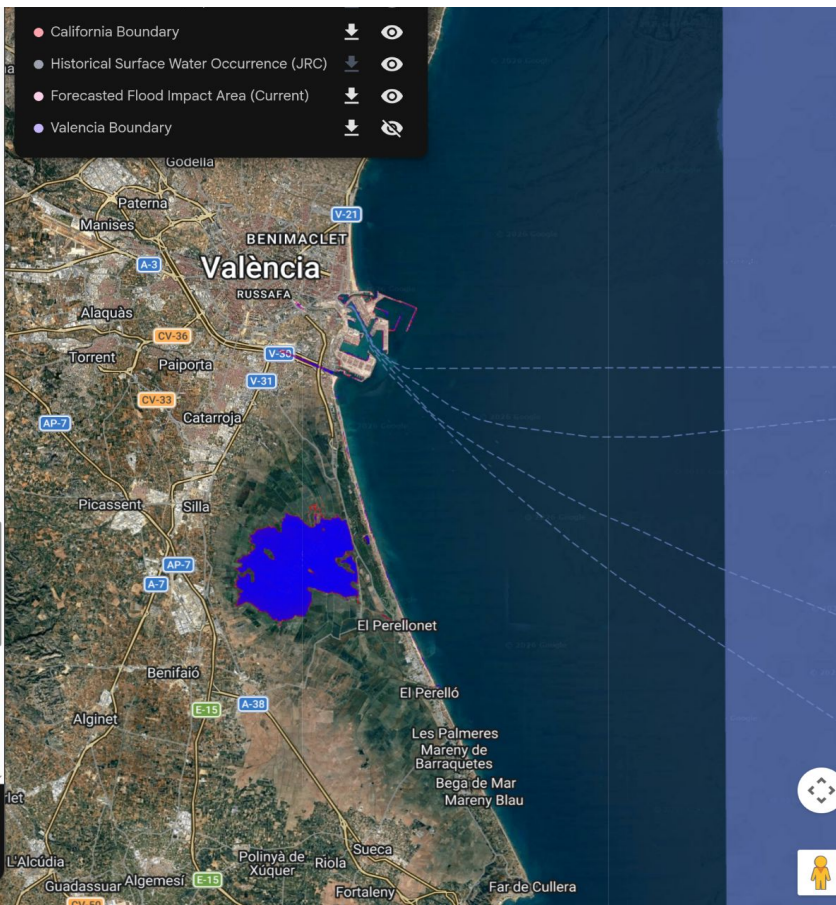 California Boundary
Historical Surface Water Occurrence (JRC)
Forecasted Flood Impact Area (Current)
Valencia Boundary
Godella
Paterna
Manises
V-21
BENIMACLET
A-3
València
RUSSAFA
Alaquàs
CV-36
Torrent
Paiporta
V-30
V-31
CV-33
AP-7
Catarroja
Picassent
Silla
AP-7
A-7
El Perellonet
Benifaió
El Perelló
E-15
A-38
Alginet
Les Palmeres
Mareny de
Barraquetes
Bega de Mar
Mareny Blau
L'Alcúdia
Polinyà de
Xúquer
Riola
Sueca
Guadassuar
Algemesí
E-15
Fortaleny
Far de Cullera
CV-50